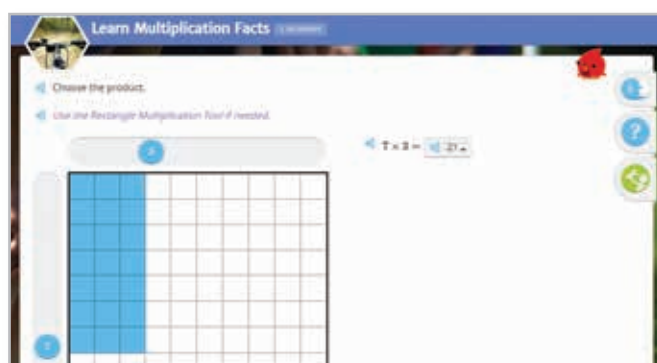 Learn Multiplication Facts
Choose the product.
Use the Rectangle Multiplication Tool if needed.
3
7 x 3 = 21
7
?